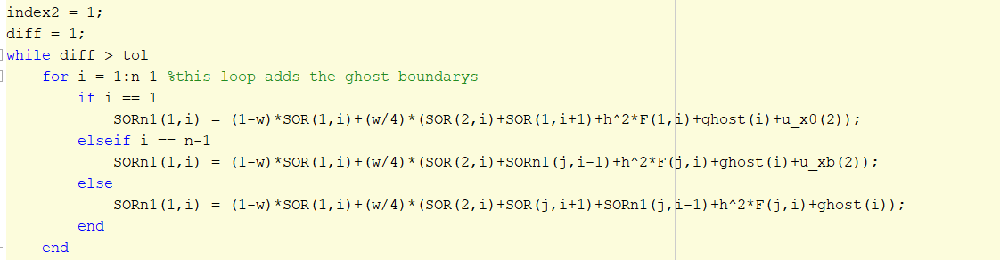 index2 = 1;
diff = 1;
while diff > tol
    for i = 1:n-1 %this loop adds the ghost boundarys
        if i == 1
            SORn1(1,i) = (1-w)*SOR(1,i)+(w/4)*(SOR(2,i)+SOR(1,i+1)+h^2*F(1,i)+ghost(i)+u_x0(2));
        elseif i == n-1
            SORn1(1,i) = (1-w)*SOR(1,i)+(w/4)*(SOR(2,i)+SORn1(j,i-1)+h^2*F(j,i)+ghost(i)+u_xb(2));
        else
            SORn1(1,i) = (1-w)*SOR(1,i)+(w/4)*(SOR(2,i)+SOR(j,i+1)+SORn1(j,i-1)+h^2*F(j,i)+ghost(i));
        end
    end